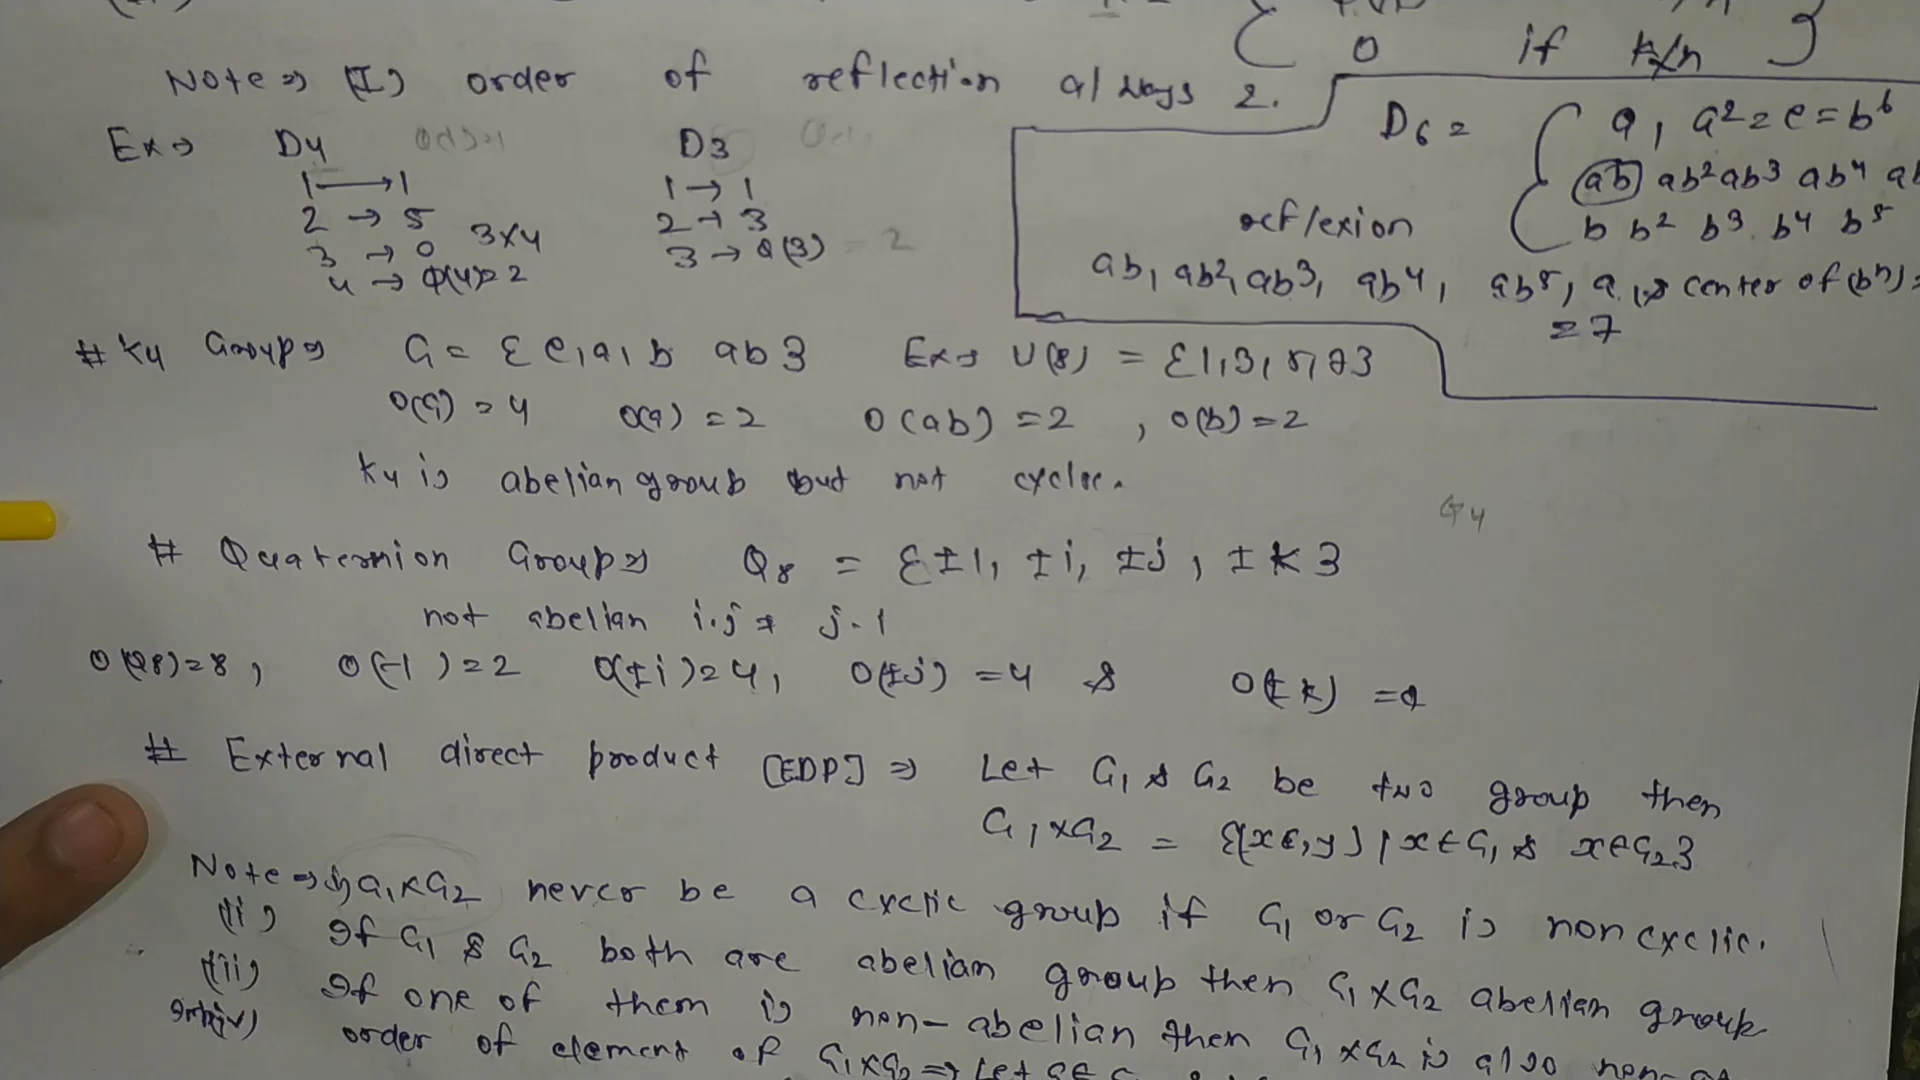 0 if k∤n }
Note ⇒ (I) order of reflection always 2.
Ex ⇒ D4 D3
1 → 1 1 → 1
2 → 5 2 → 3
3 → 0 3×4 3 → Q(3) = 2
4 → φ(4)=2
D6 = { a, a² = e = b⁶
ab ab² ab³ ab⁴
b b² b³ b⁴ b⁵
reflexion
ab, ab², ab³, ab⁴, ab⁵, a, & center of (bⁿ) =
= 7
# K4 Group ⇒ G = {e, a, b ab} Ex ⇒ U(8) = {1, 3, 5, 7}
O(G) = 4 O(a) = 2 O(ab) = 2 , O(b) = 2
K4 is abelian group but not cyclic.
G4
# Quaternion Group ⇒ Q8 = {±1, ±i, ±j, ±k}
not abelian i.j ≠ j.i
O(Q8) = 8, O(-1) = 2 O(±i) = 4, O(±j) = 4 & O(±k) = 4
# External direct product [EDP] ⇒ Let G1 & G2 be two group then
G1×G2 = {(x, y) | x∈G1 & x∈G2}
Note ⇒ (i) G1×G2 never be a cyclic group if G1 or G2 is non cyclic.
(ii) If G1 & G2 both are abelian group then G1×G2 abelian group
(iii) If one of them is non-abelian then G1×G2 is also non-
(iv) order of element of G1×G2 ⇒ Let